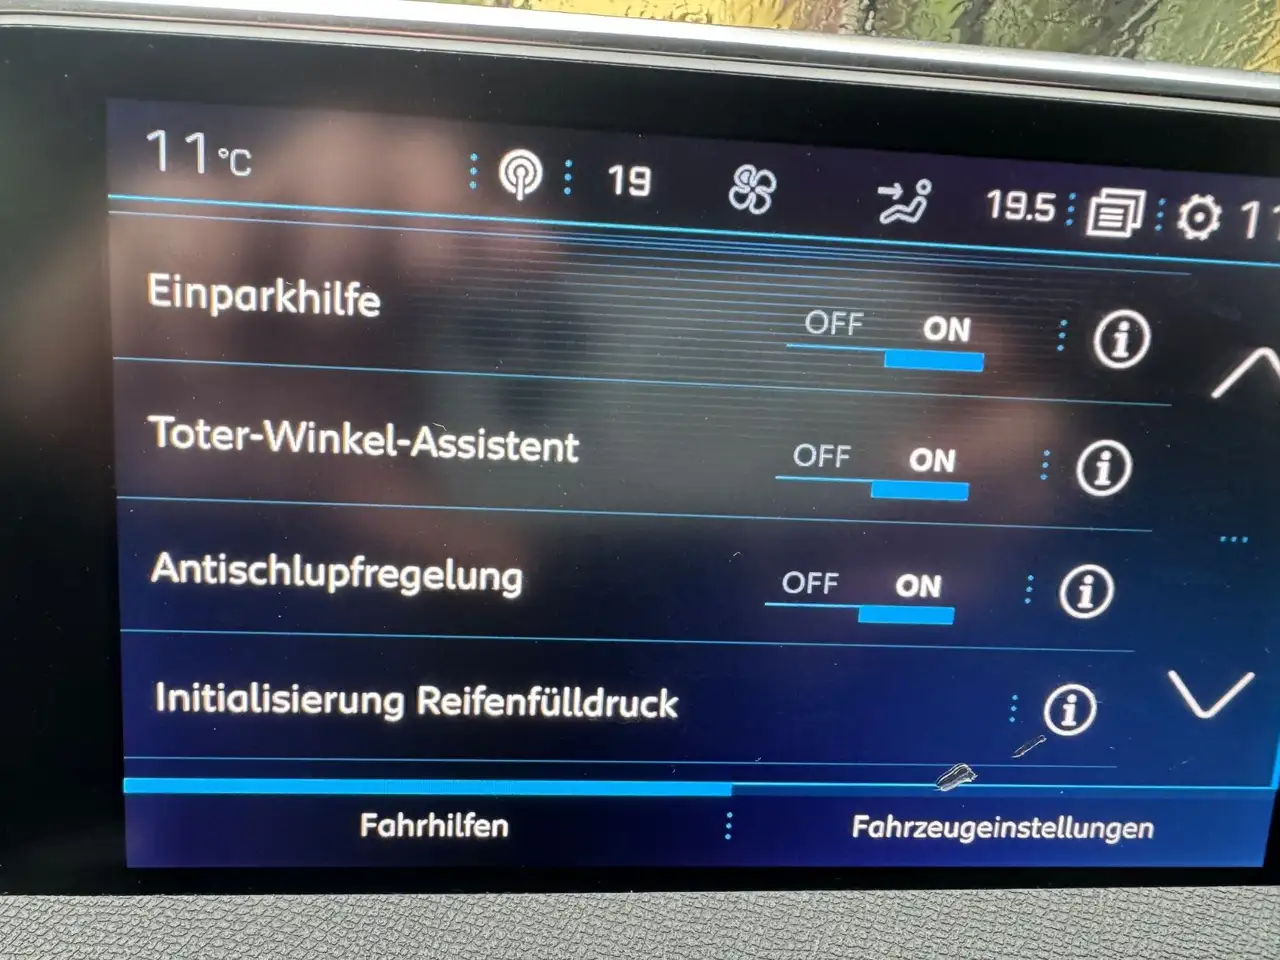 11°C 19 19.5
Einparkhilfe OFF ON
Toter-Winkel-Assistent OFF ON
Antischlupfregelung OFF ON
Initialisierung Reifenfülldruck
Fahrhilfen Fahrzeugeinstellungen